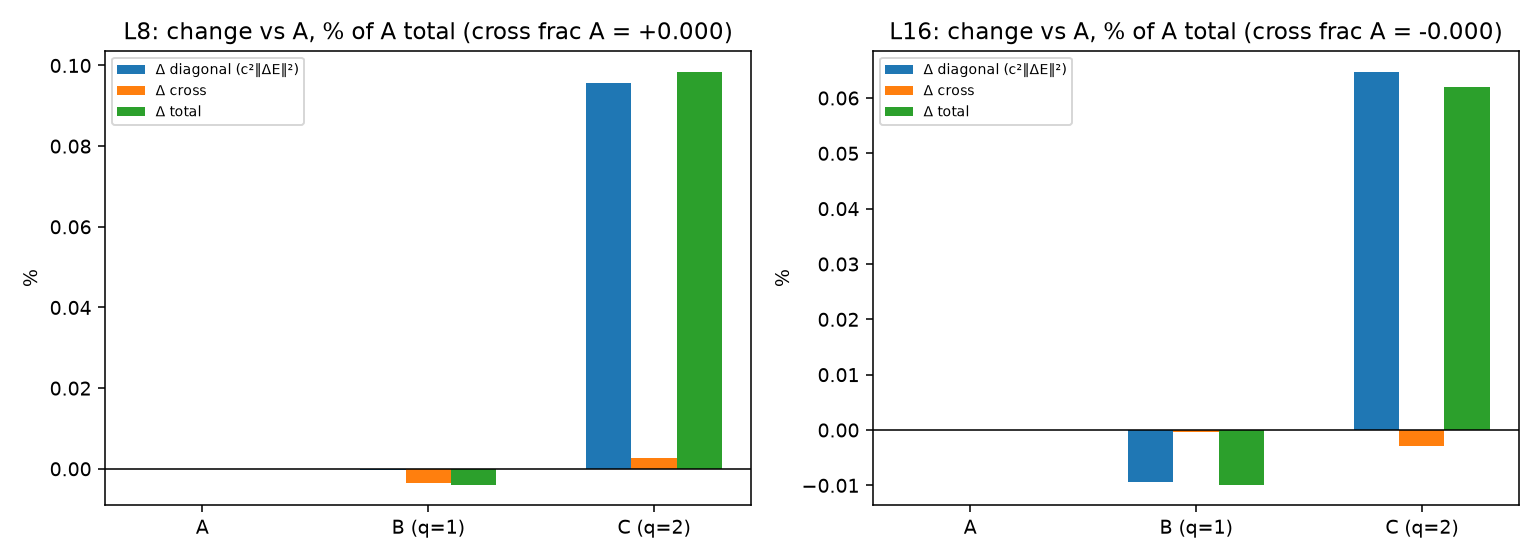 L8: change vs A, % of A total (cross frac A = +0.000)
Δ diagonal (c²‖ΔE‖²)
Δ cross
Δ total
%
0.10
0.08
0.06
0.04
0.02
0.00
A
B (q=1)
C (q=2)
L16: change vs A, % of A total (cross frac A = -0.000)
Δ diagonal (c²‖ΔE‖²)
Δ cross
Δ total
%
0.06
0.05
0.04
0.03
0.02
0.01
0.00
−0.01
A
B (q=1)
C (q=2)